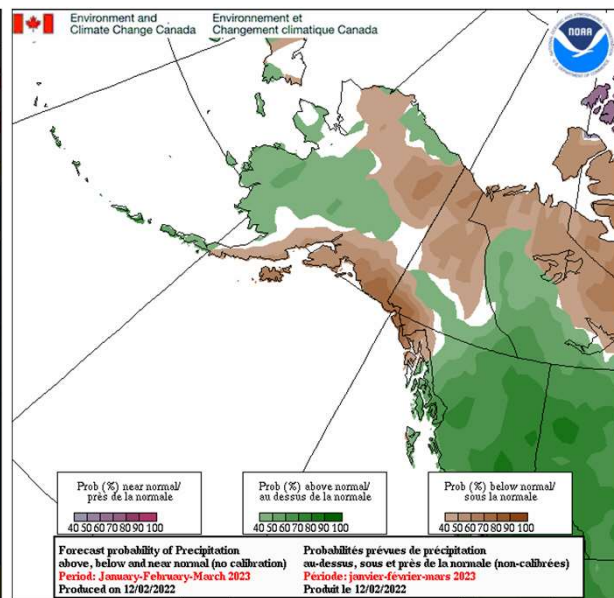 Environment and
Climate Change Canada
Environnement et
Changement climatique Canada
NOAA
Prob (%) near normal/
près de la normale
40 50 60 70 80 90 100
Prob (%) above normal/
au dessus de la normale
40 50 60 70 80 90 100
Prob (%) below normal/
sous la normale
40 50 60 70 80 90 100
Forecast probability of Precipitation
above, below and near normal (no calibration)
Period: January-February-March 2023
Produced on 12/02/2022
Probabilités prévues de précipitation
au-dessus, sous et près de la normale (non-calibrées)
Période: janvier-février-mars 2023
Produit le 12/02/2022